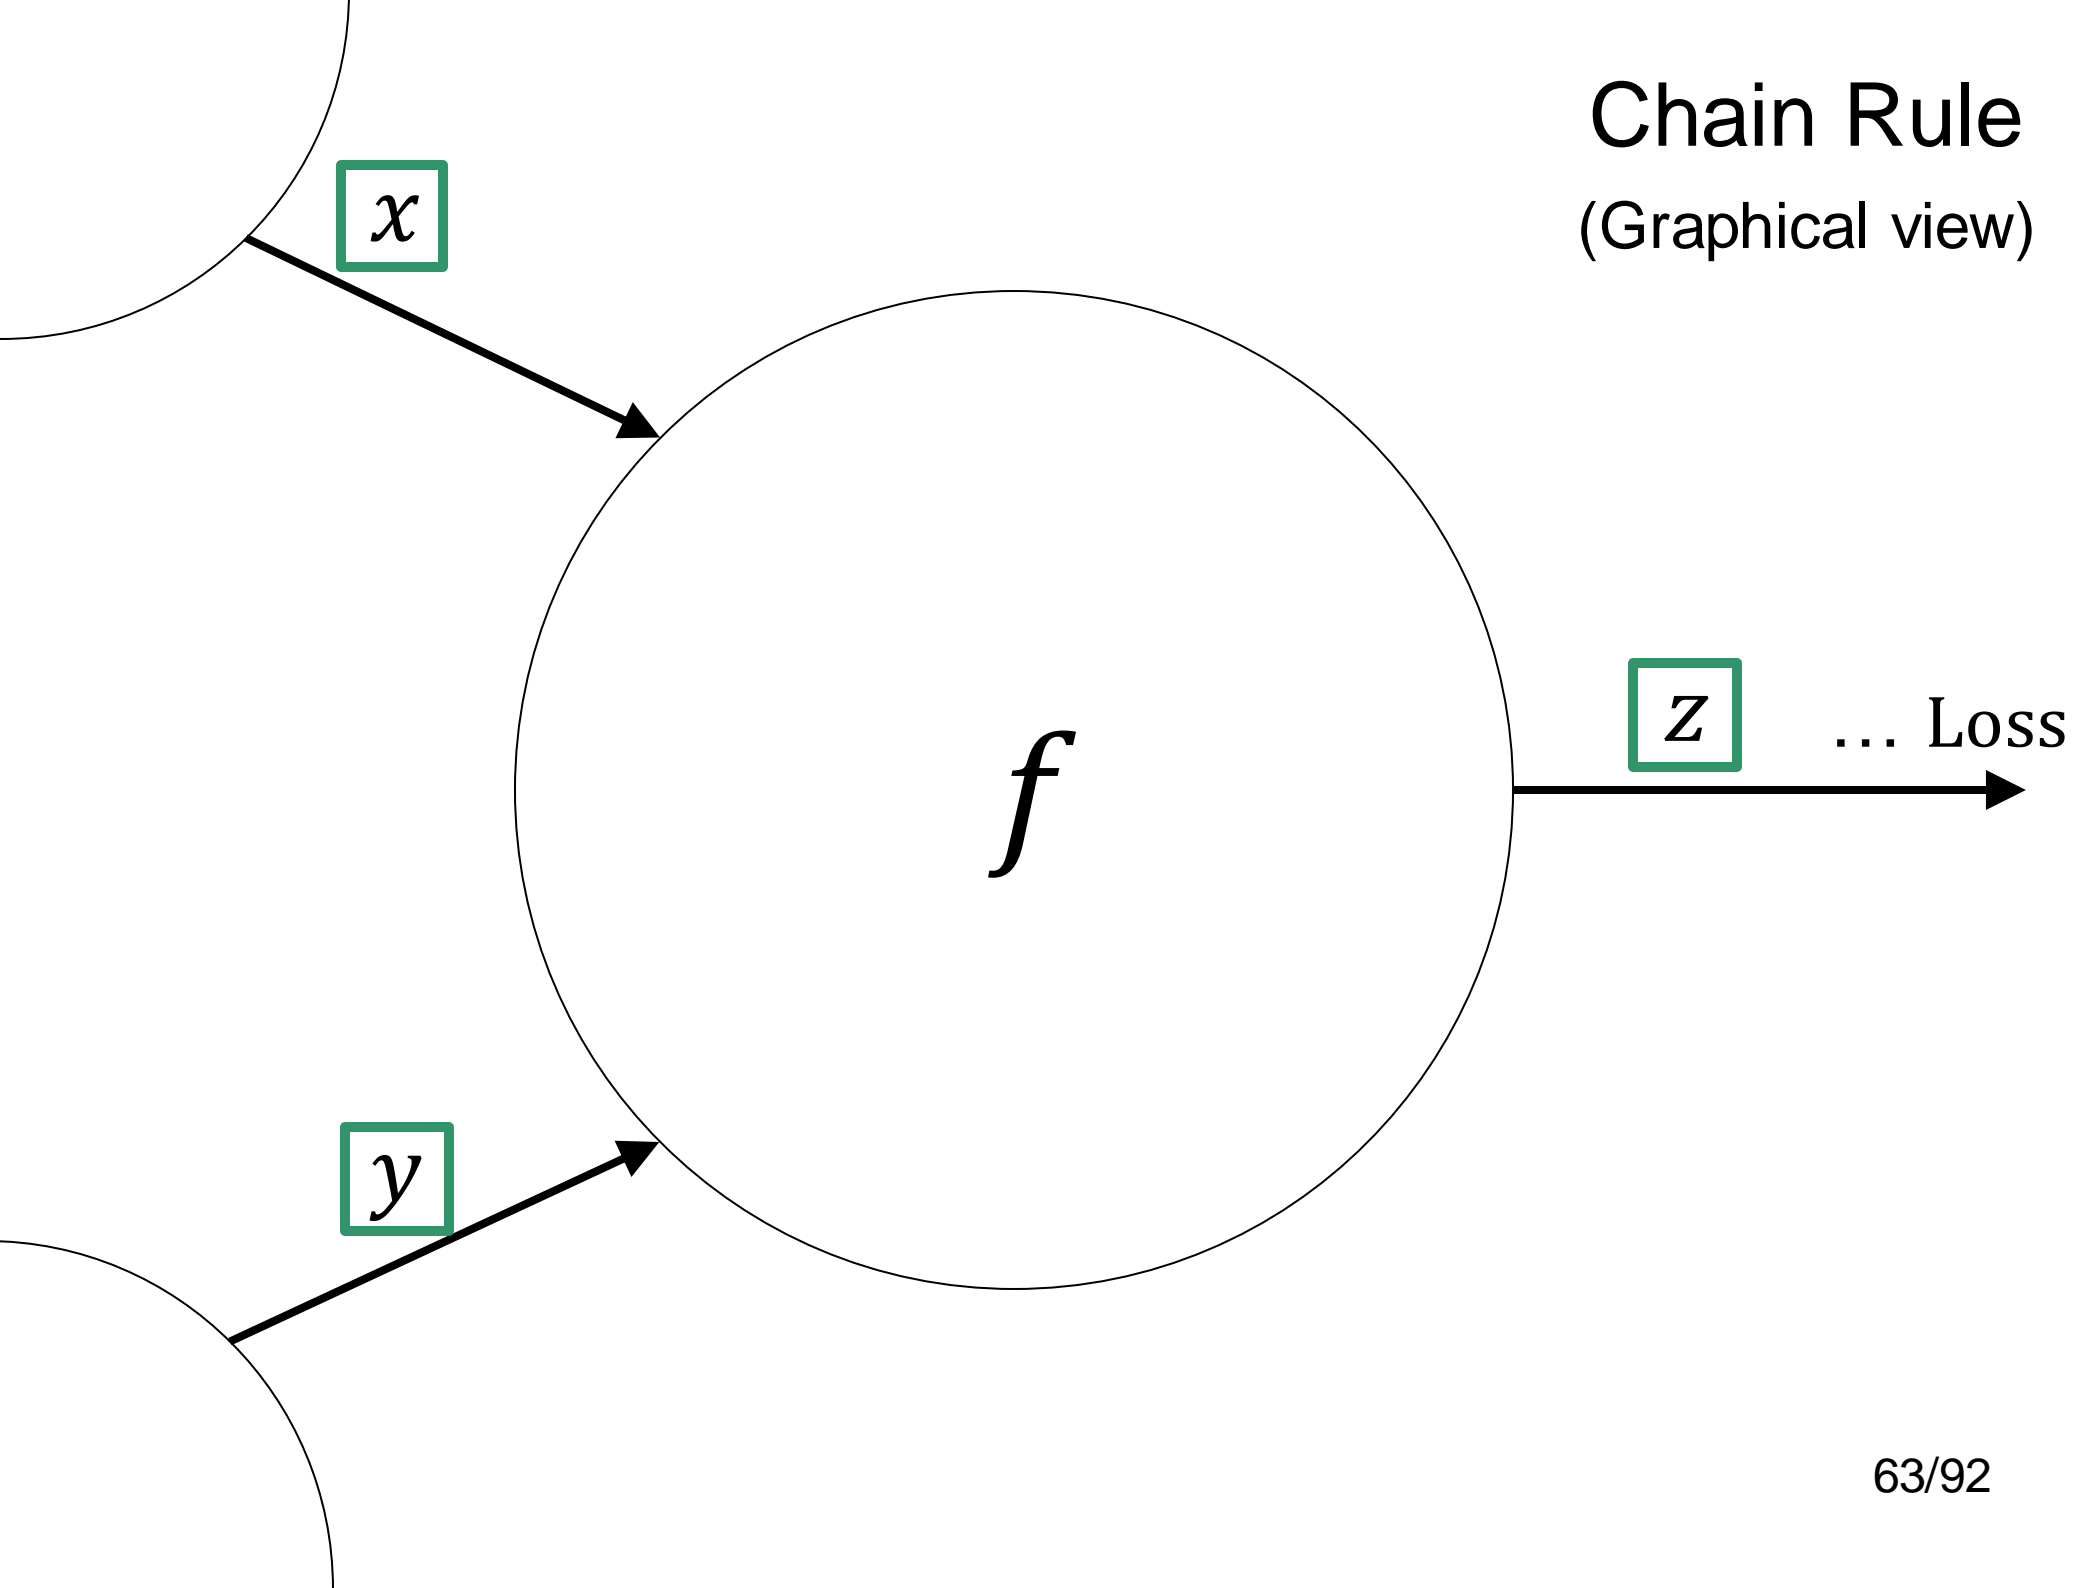 Chain Rule
(Graphical view)
x
f
z … Loss
y
63/92